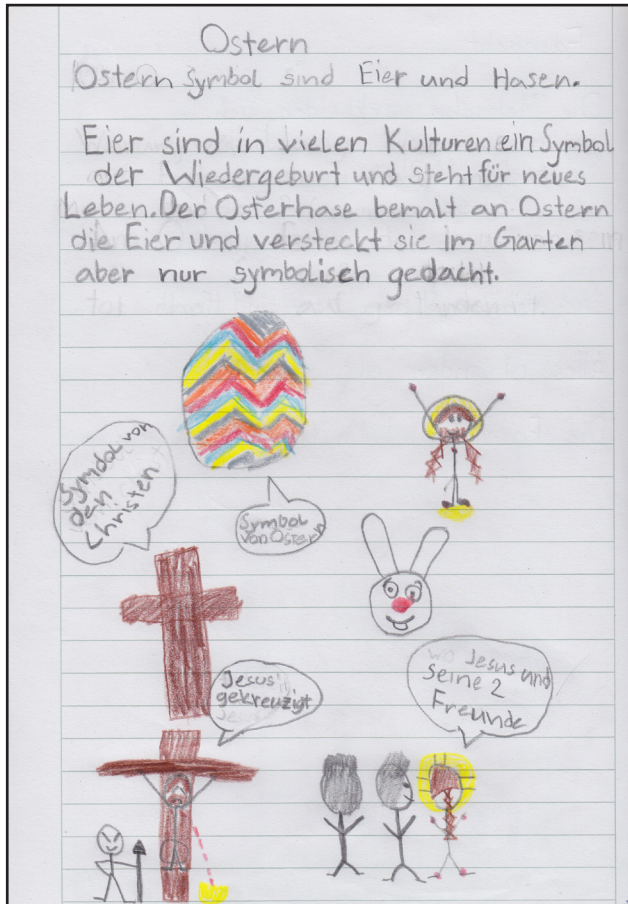 Ostern
Ostern Symbol sind Eier und Hasen.
Eier sind in vielen Kulturen ein Symbol
der Wiedergeburt und steht für neues
Leben. Der Osterhase bemalt an Ostern
die Eier und versteckt sie im Garten
aber nur symbolisch gedacht.
Symbol von
den
Christen
Symbol
von Ostern
Jesus
gekreuzigt
Jesus und
seine 2
Freunde